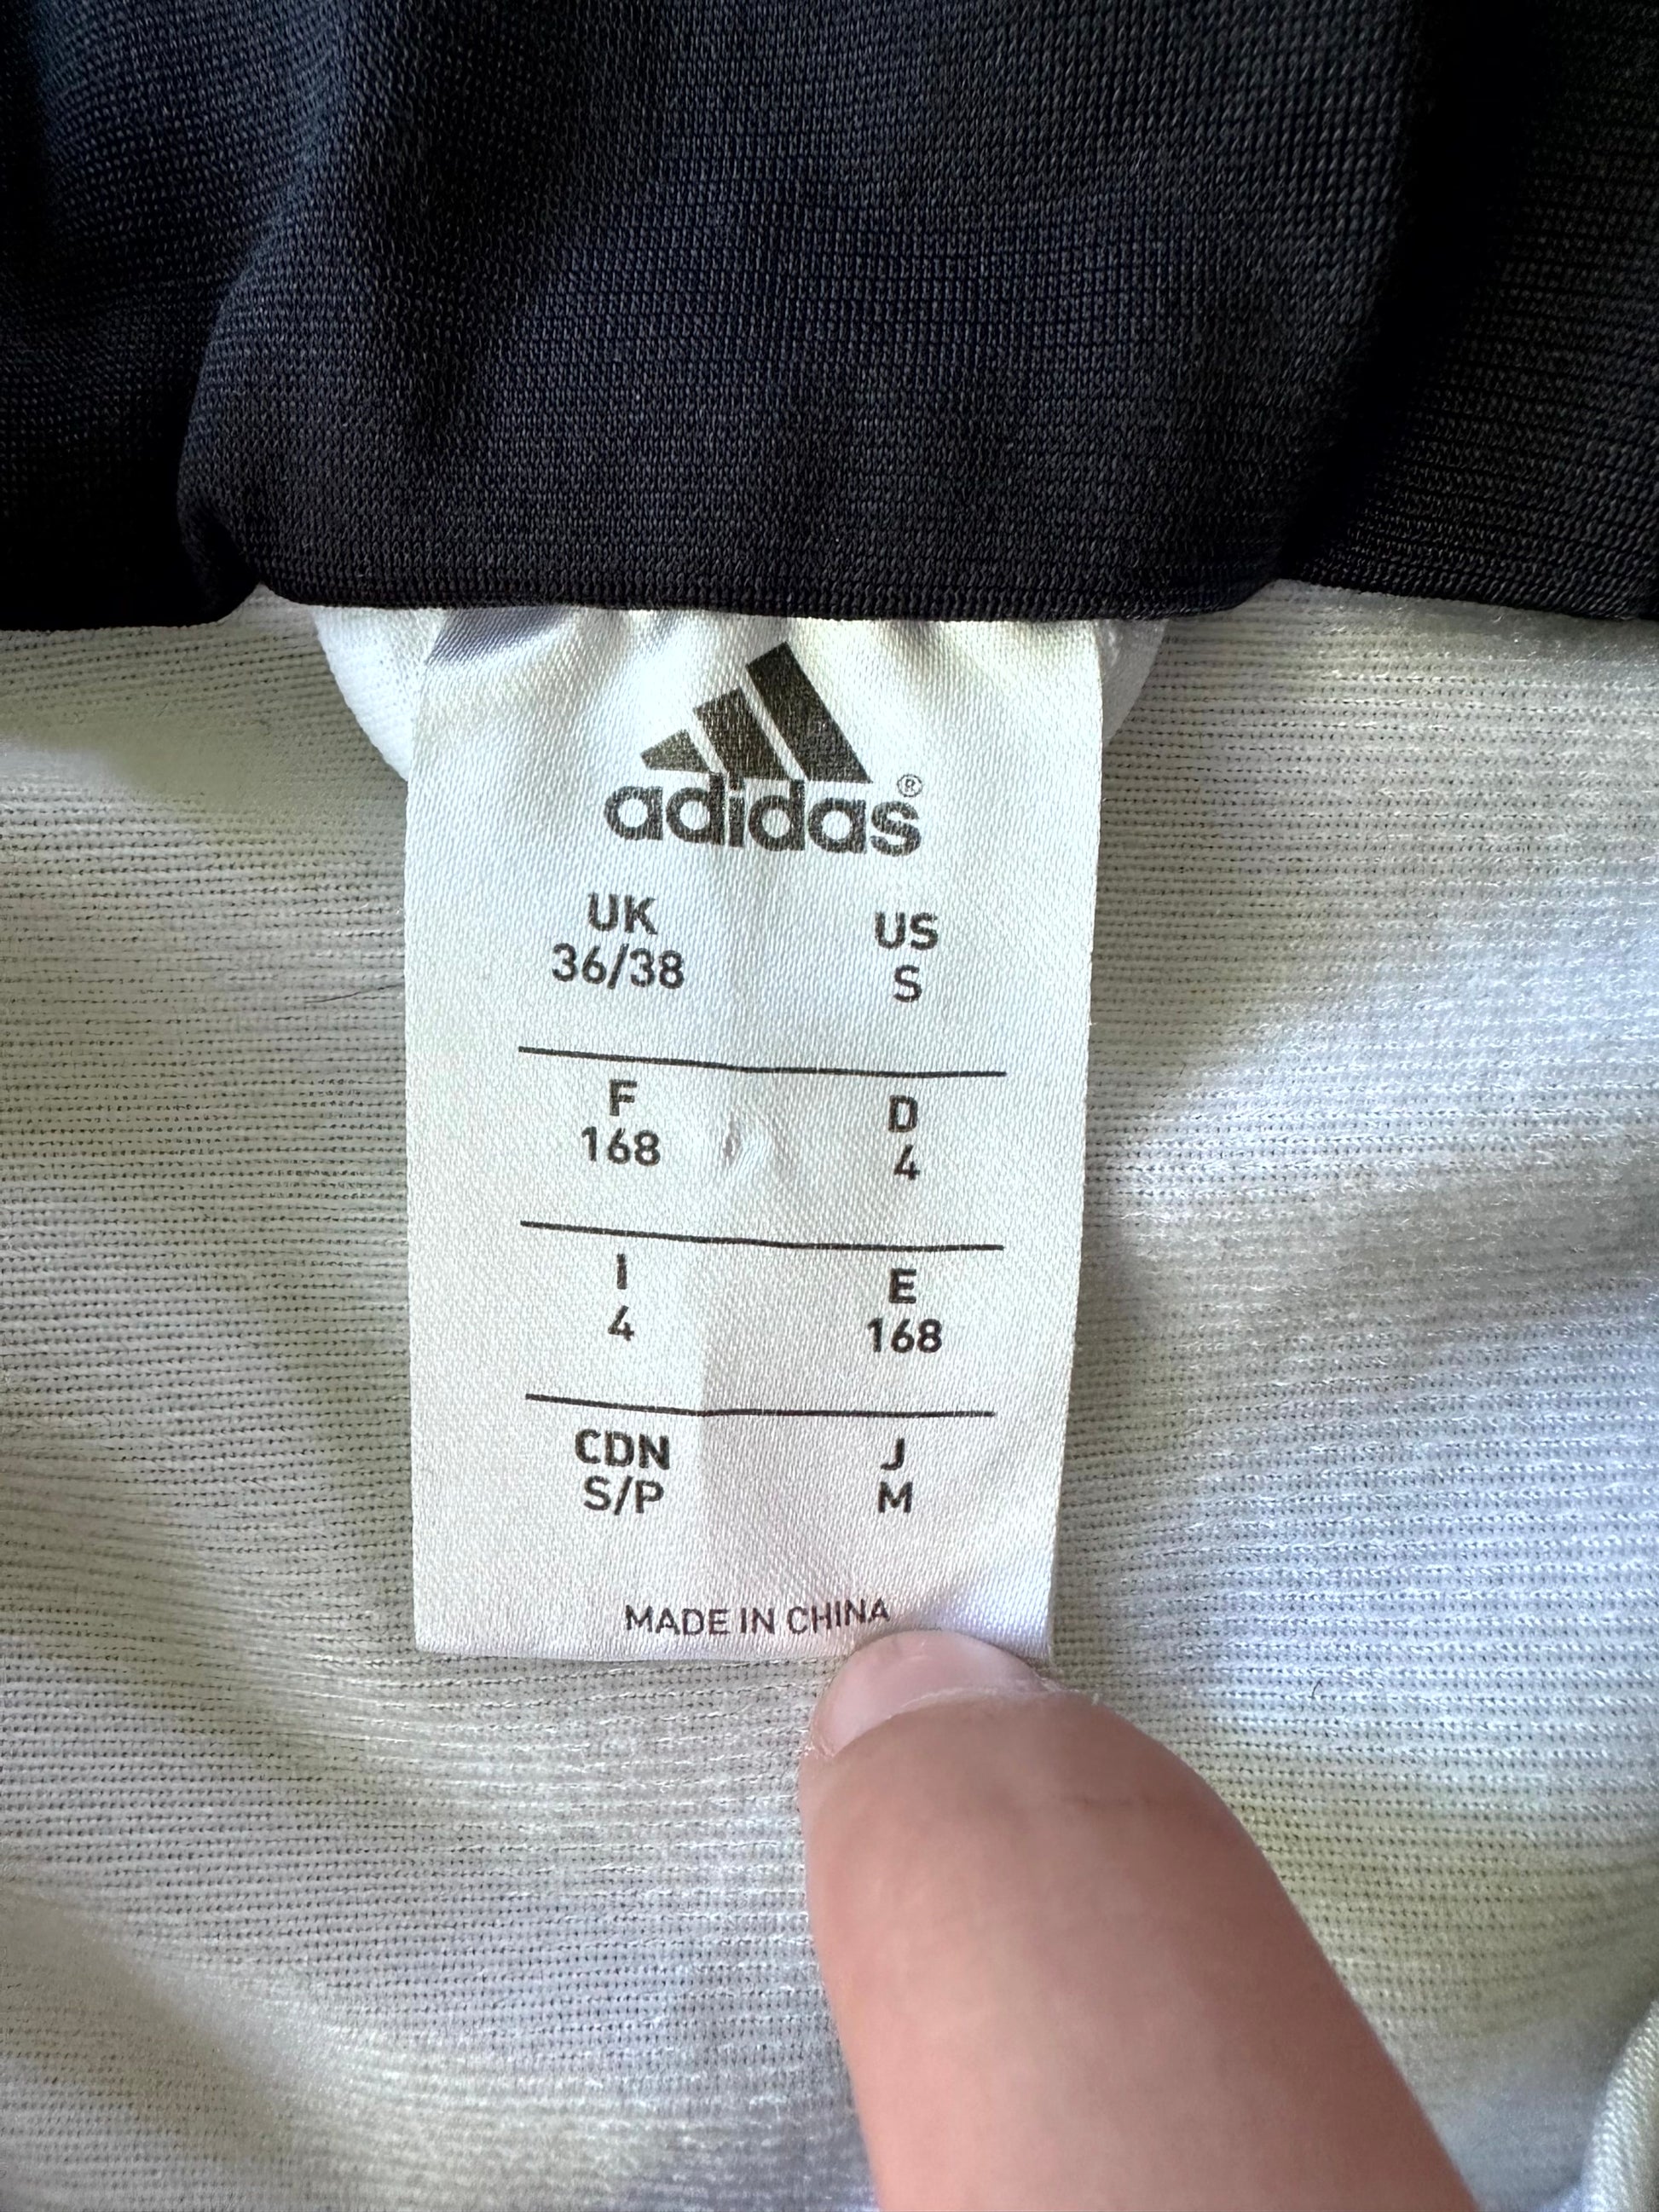 adidas®
UK US
36/38 S
F D
168 4
I E
4 168
CDN J
S/P M
MADE IN CHINA